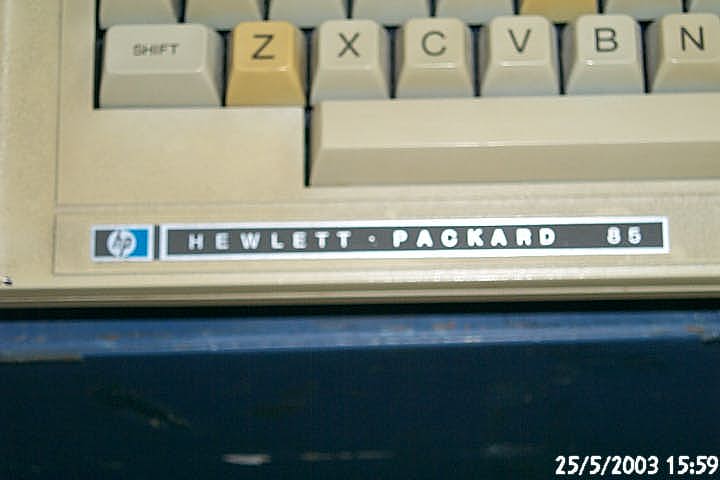 SHIFT Z X C V B N
hp HEWLETT · PACKARD 85
25/5/2003 15:59